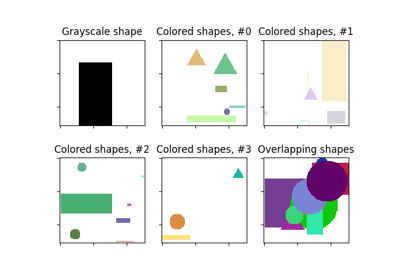 Grayscale shape
Colored shapes, #0
Colored shapes, #1
Colored shapes, #2
Colored shapes, #3
Overlapping shapes